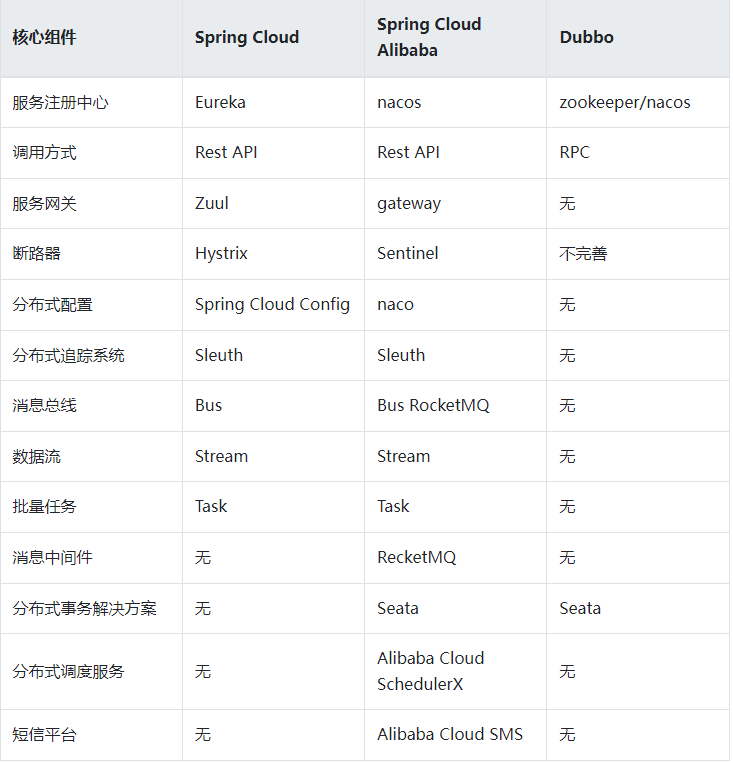 核心组件 Spring Cloud Spring Cloud Alibaba Dubbo
服务注册中心 Eureka nacos zookeeper/nacos
调用方式 Rest API Rest API RPC
服务网关 Zuul gateway 无
断路器 Hystrix Sentinel 不完善
分布式配置 Spring Cloud Config naco 无
分布式追踪系统 Sleuth Sleuth 无
消息总线 Bus Bus RocketMQ 无
数据流 Stream Stream 无
批量任务 Task Task 无
消息中间件 无 RecketMQ 无
分布式事务解决方案 无 Seata Seata
分布式调度服务 无 Alibaba Cloud SchedulerX 无
短信平台 无 Alibaba Cloud SMS 无